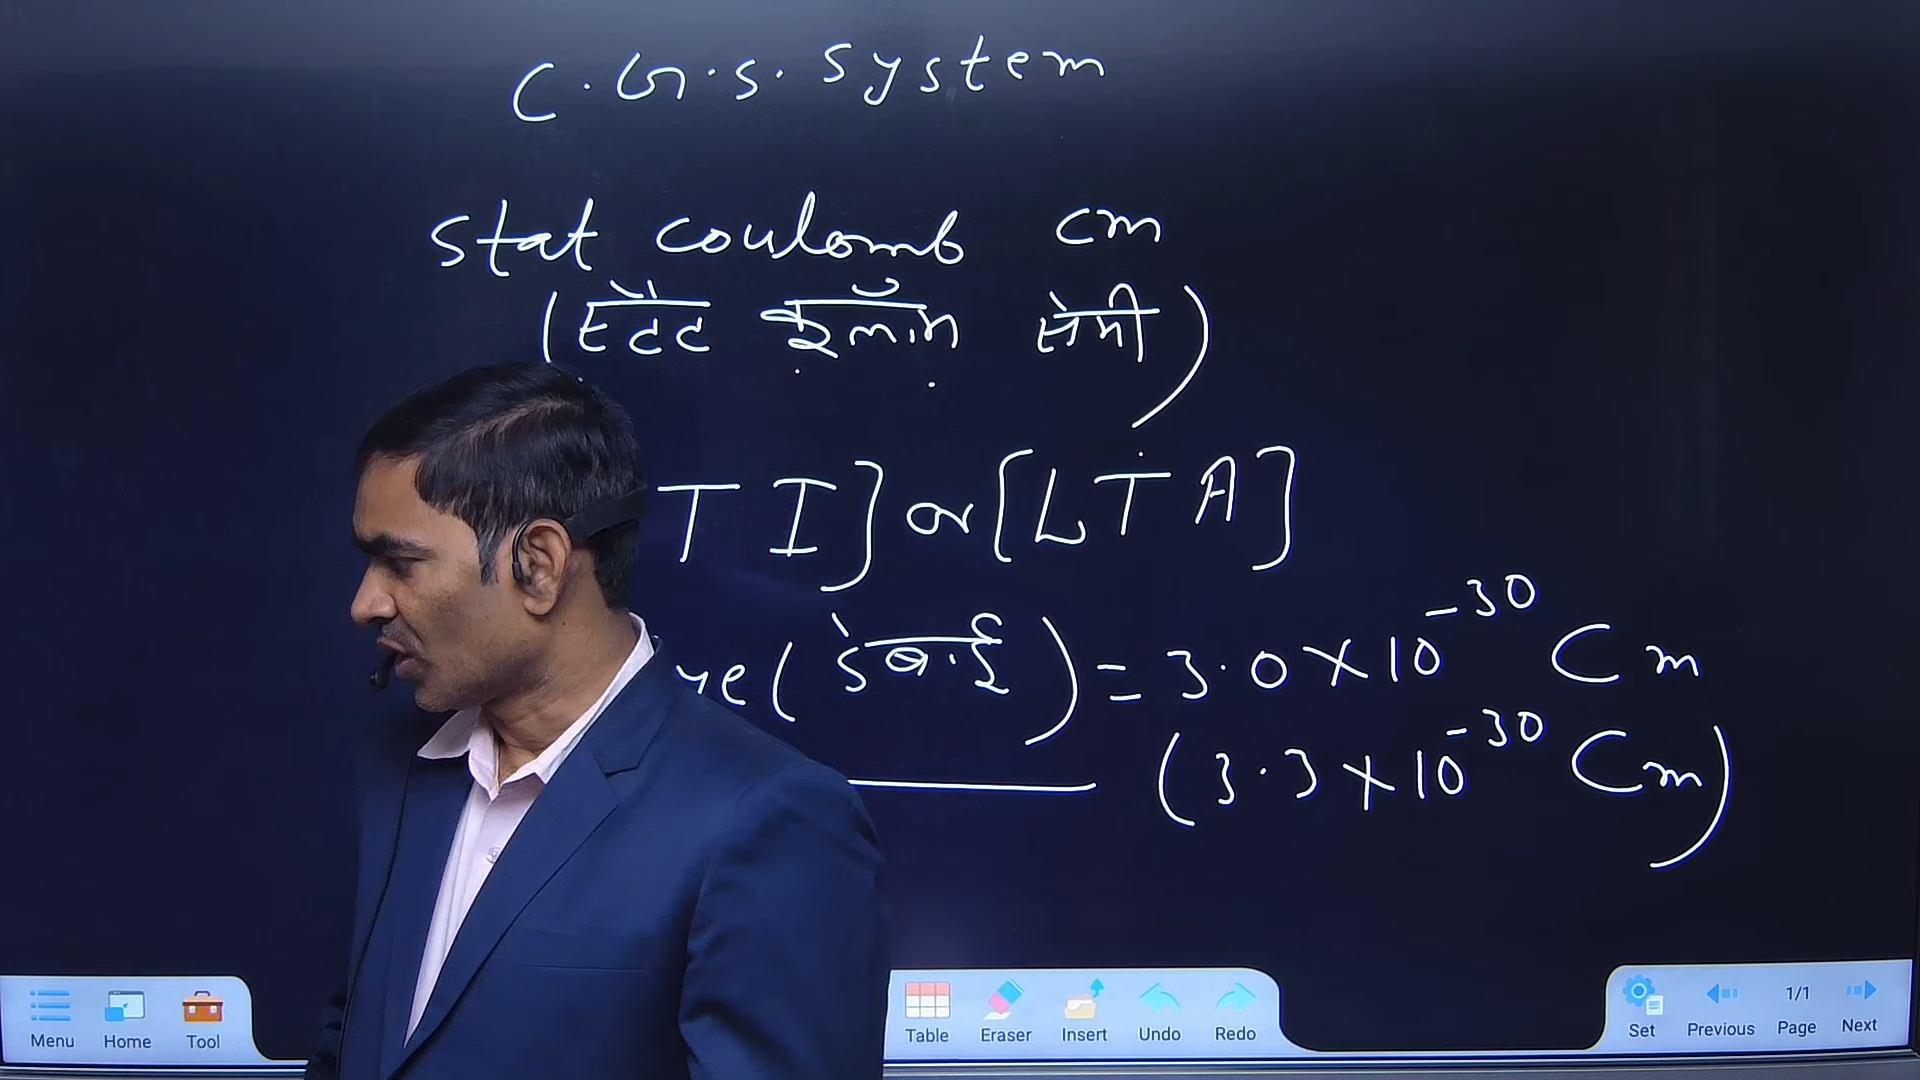 C.G.S. System
stat coulomb cm
(स्टेट कूलॉम सेमी)
T I] or [L T A]
ye(डेबाई) = 3.0 × 10⁻³⁰ Cm
(3.3 × 10⁻³⁰ Cm)
Menu Home Tool Table Eraser Insert Undo Redo Set Previous 1/1 Page Next